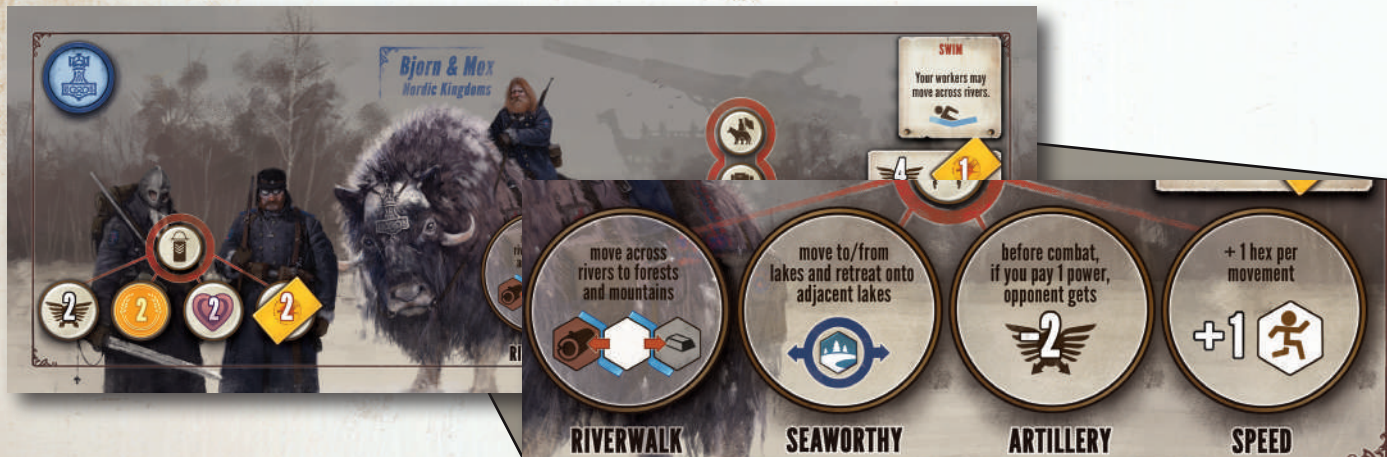 Bjorn & Mox
Nordic Kingdoms
SWIM
Your workers may
move across rivers.
4
1
2
2
2
2
move across
rivers to forests
and mountains
RIVERWALK
move to/from
lakes and retreat onto
adjacent lakes
SEAWORTHY
before combat,
if you pay 1 power,
opponent gets
-2
ARTILLERY
+ 1 hex per
movement
+1
SPEED